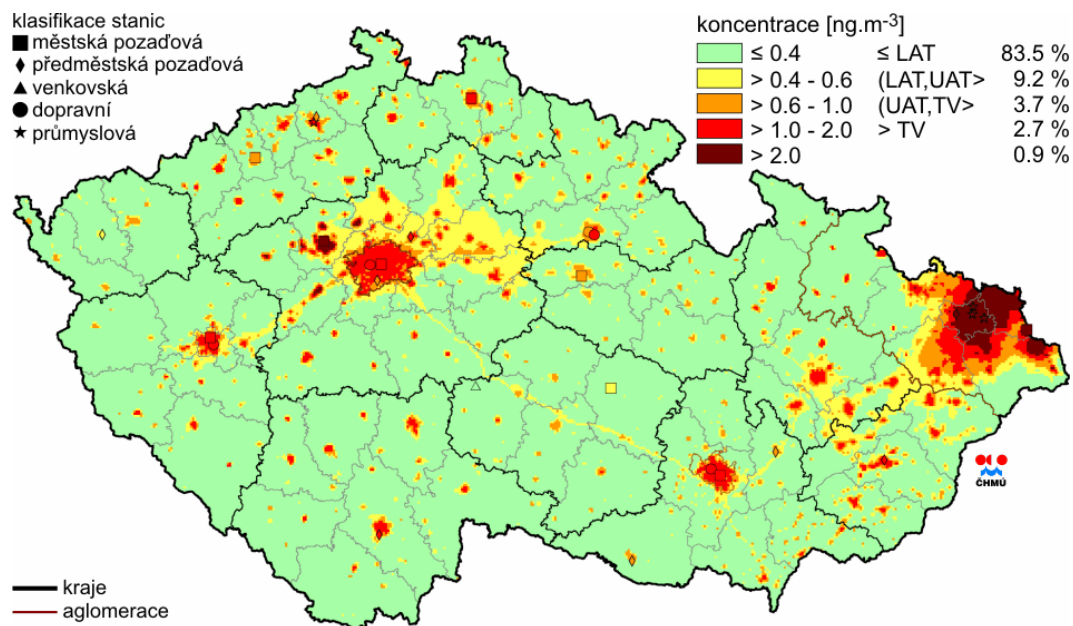 klasifikace stanic
městská pozaďová
předměstská pozaďová
venkovská
dopravní
průmyslová
koncentrace [ng.m-3]
≤ 0.4 ≤ LAT 83.5 %
> 0.4 - 0.6 (LAT,UAT> 9.2 %
> 0.6 - 1.0 (UAT,TV> 3.7 %
> 1.0 - 2.0 > TV 2.7 %
> 2.0 0.9 %
ČHMÚ
kraje
aglomerace